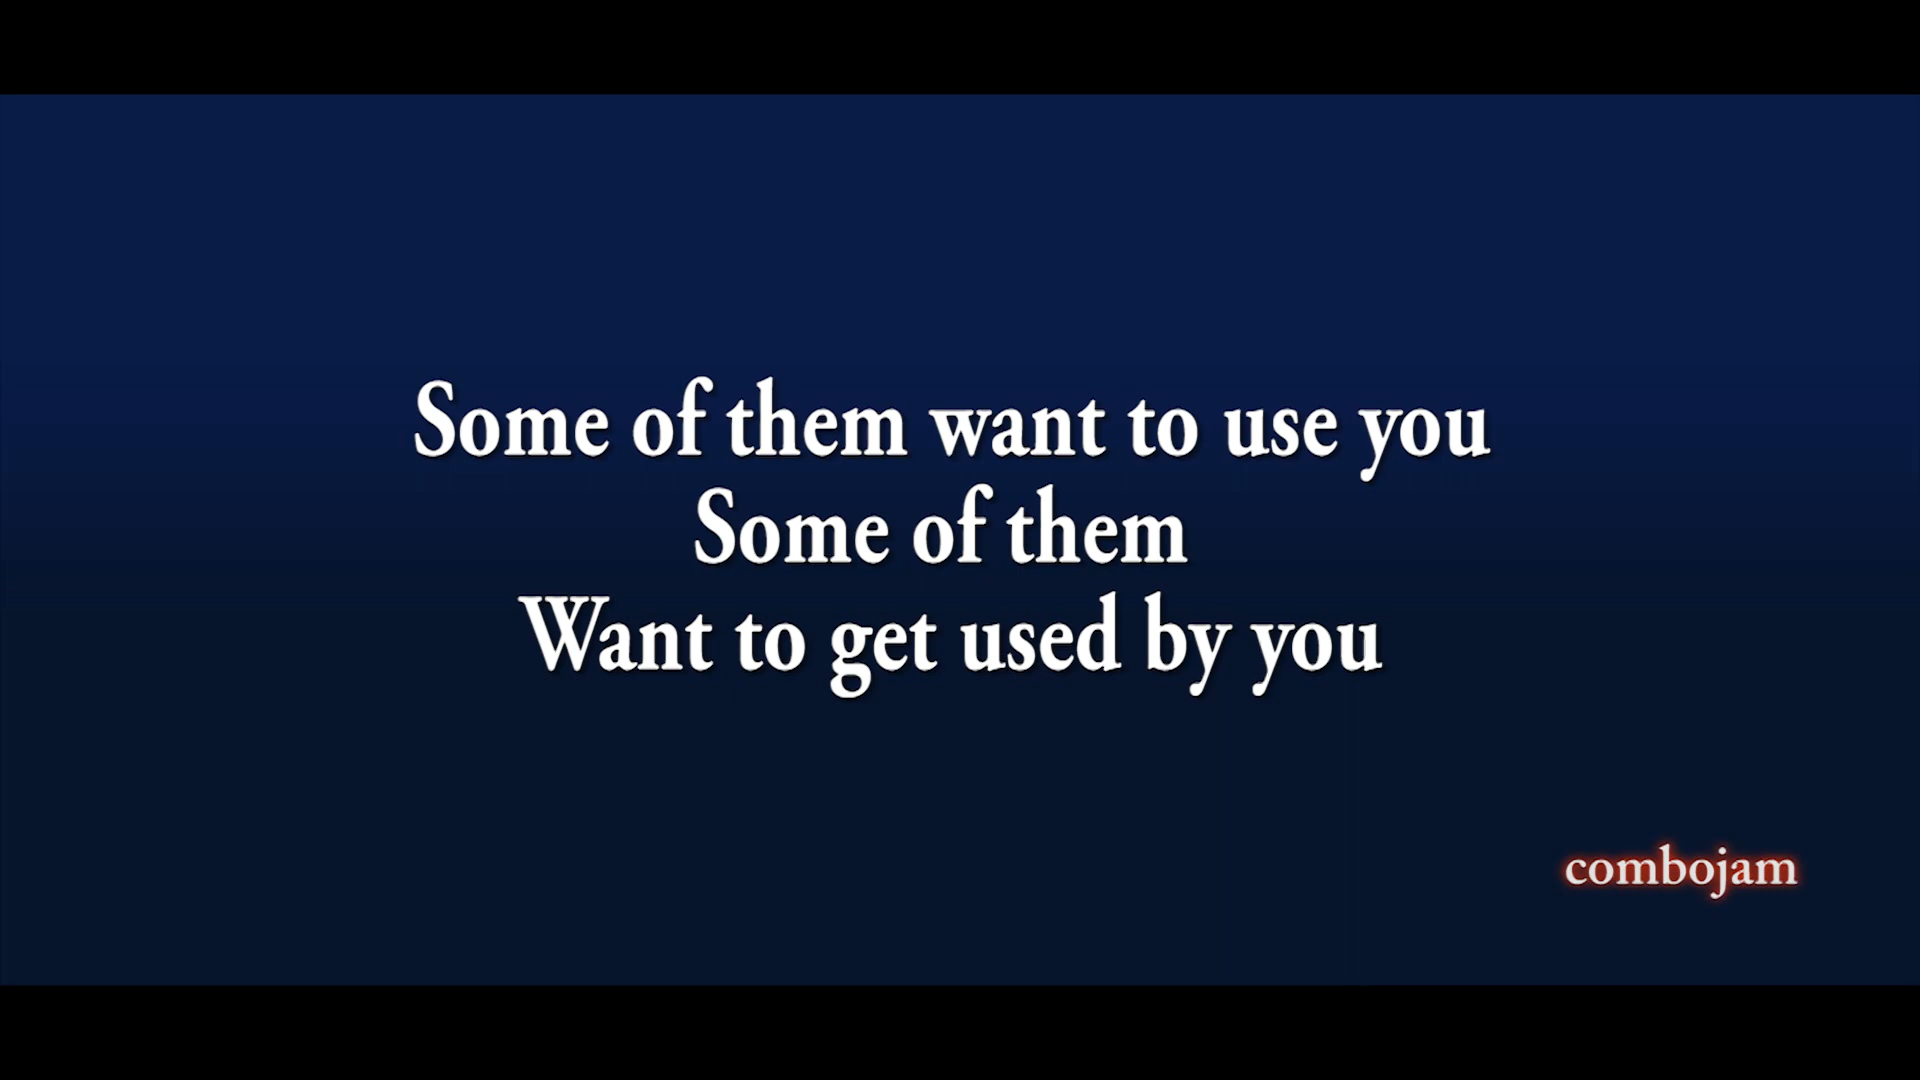 Some of them want to use you
Some of them
Want to get used by you
combojam